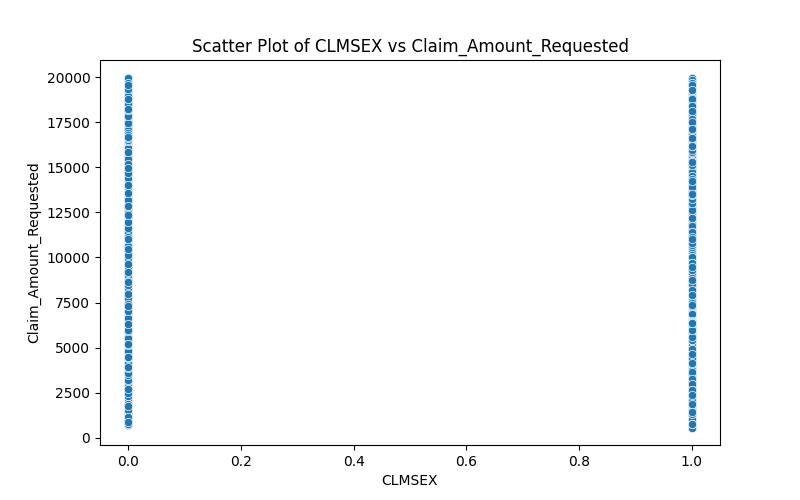 Scatter Plot of CLMSEX vs Claim_Amount_Requested
Claim_Amount_Requested
20000
17500
15000
12500
10000
7500
5000
2500
0
0.0 0.2 0.4 0.6 0.8 1.0
CLMSEX